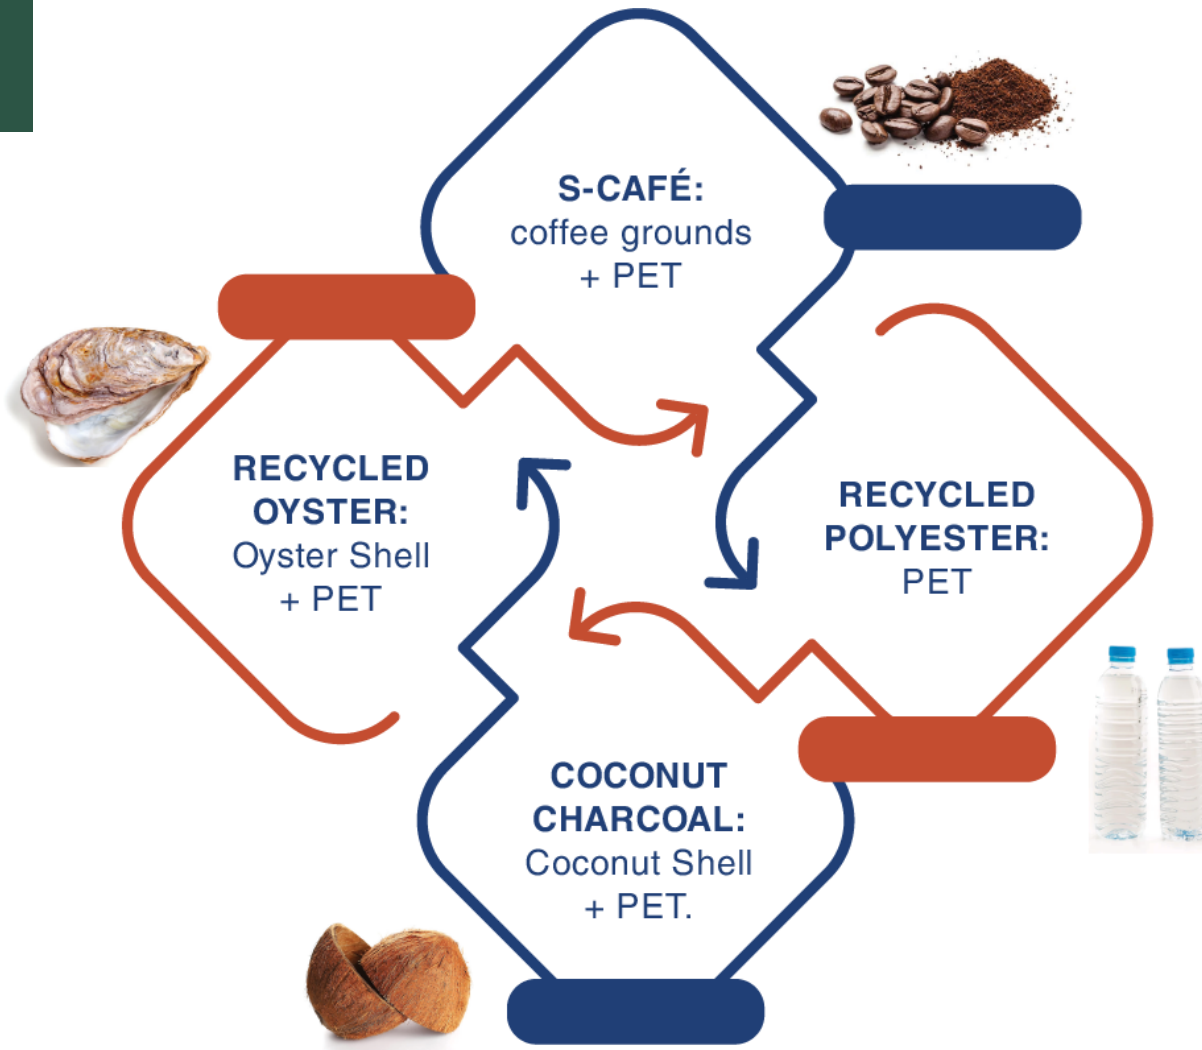 S-CAFÉ:
coffee grounds
+ PET
RECYCLED
OYSTER:
Oyster Shell
+ PET
RECYCLED
POLYESTER:
PET
COCONUT
CHARCOAL:
Coconut Shell
+ PET.